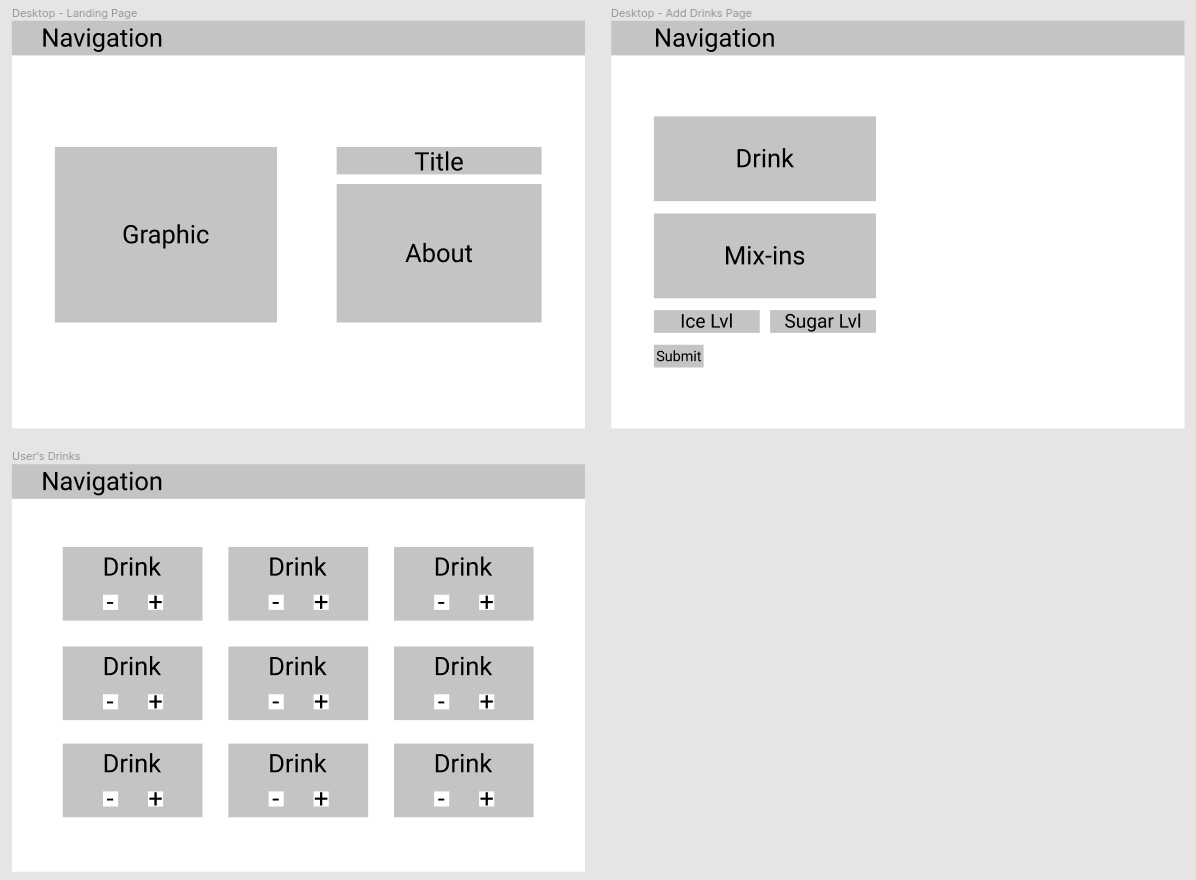 Desktop - Landing Page
Navigation
Graphic
Title
About
Desktop - Add Drinks Page
Navigation
Drink
Mix-ins
Ice Lvl Sugar Lvl
Submit
User's Drinks
Navigation
Drink Drink Drink
- + - + - +
Drink Drink Drink
- + - + - +
Drink Drink Drink
- + - + - +